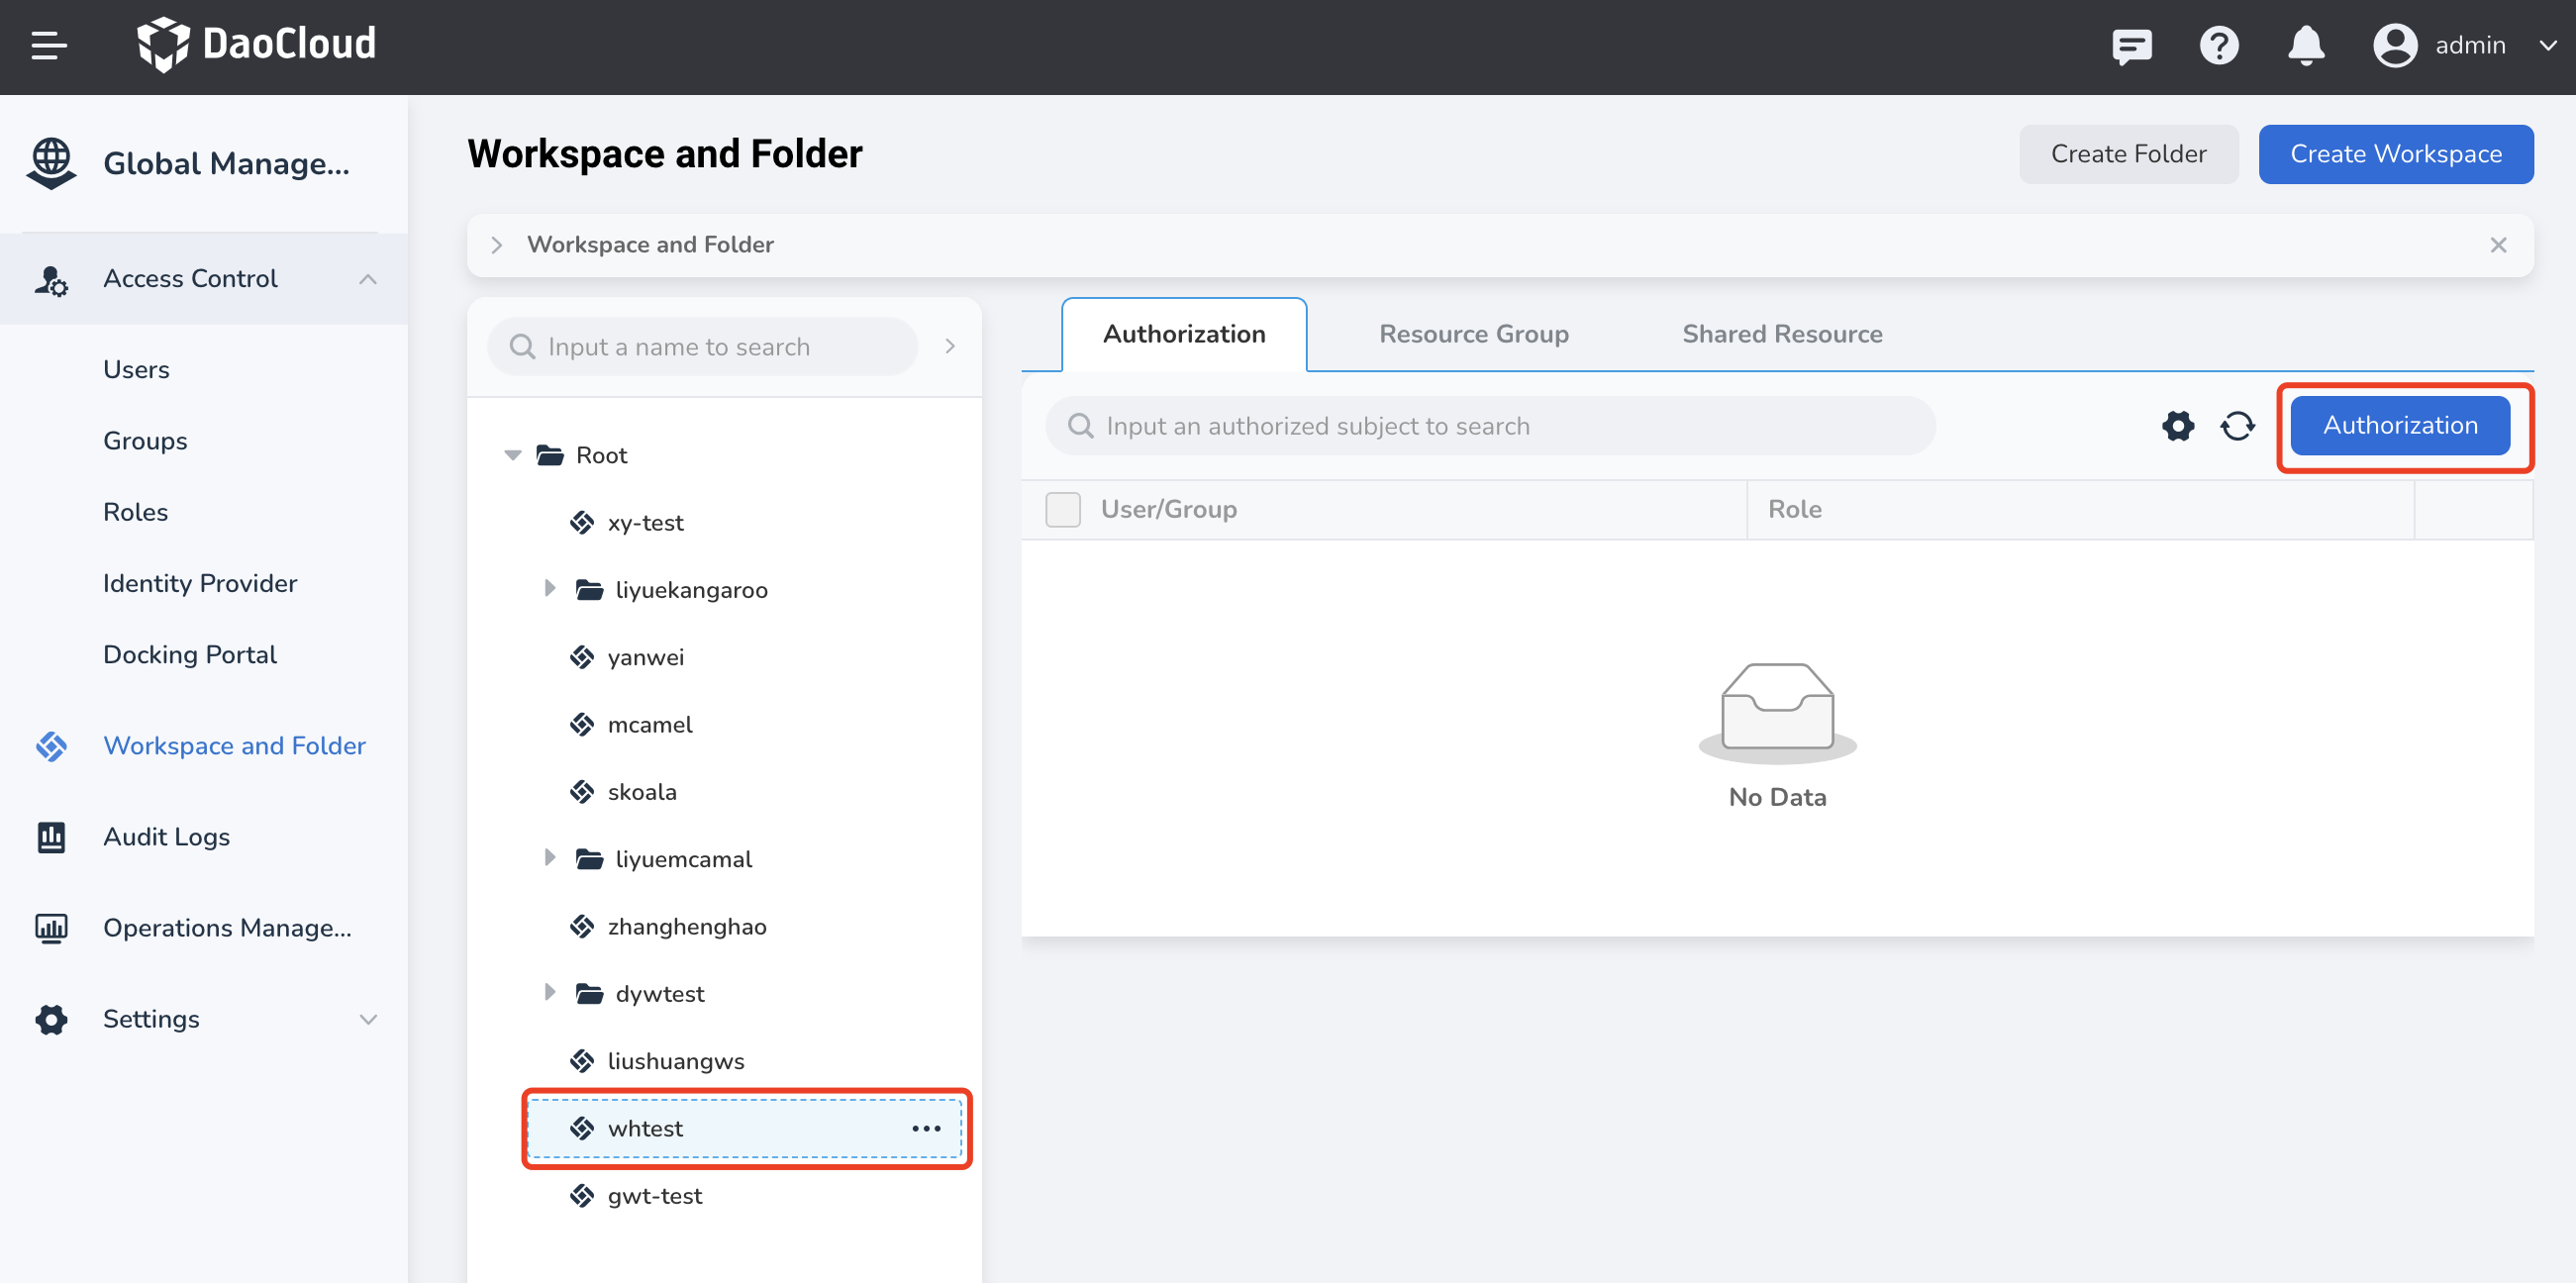 DaoCloud
admin
Global Manage...
Access Control
Users
Groups
Roles
Identity Provider
Docking Portal
Workspace and Folder
Audit Logs
Operations Manage...
Settings
Workspace and Folder
Create Folder
Create Workspace
Workspace and Folder
Input a name to search
Root
xy-test
liyuekangaroo
yanwei
mcamel
skoala
liyuemcamal
zhanghenghao
dywtest
liushuangws
whtest
gwt-test
Authorization
Resource Group
Shared Resource
Input an authorized subject to search
Authorization
User/Group
Role
No Data